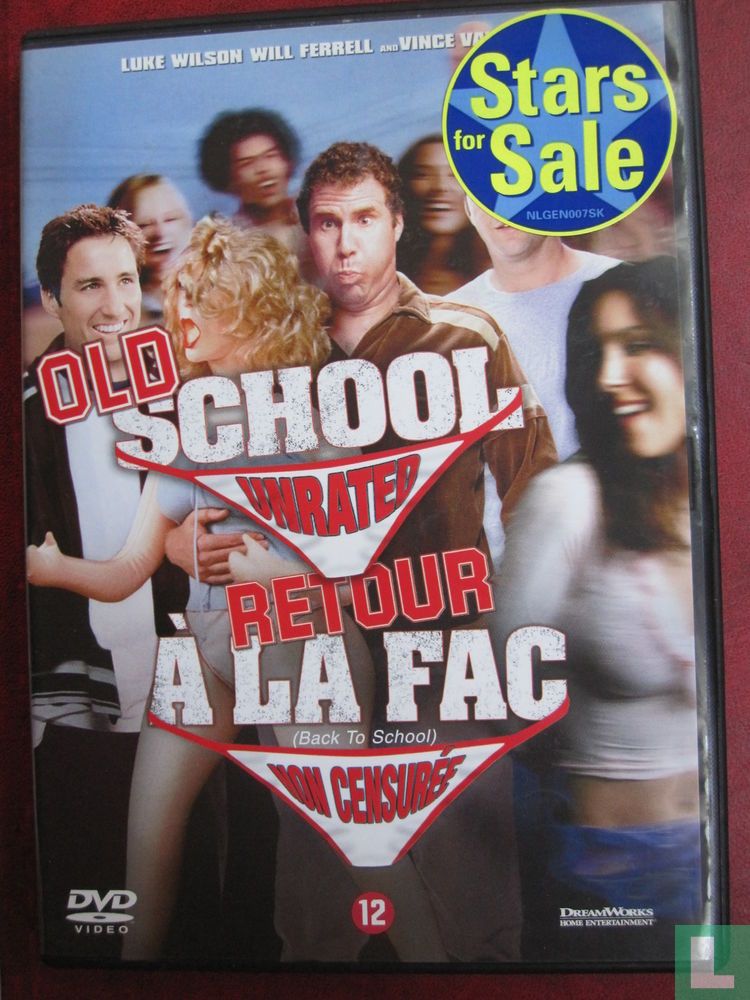 LUKE WILSON WILL FERRELL AND VINCE
Stars
for Sale
NLGEN007SK
OLD
SCHOOL
UNRATED
RETOUR
À LA FAC
(Back To School)
NON CENSURÉE
DVD
VIDEO
12
DREAMWORKS
HOME ENTERTAINMENT
L